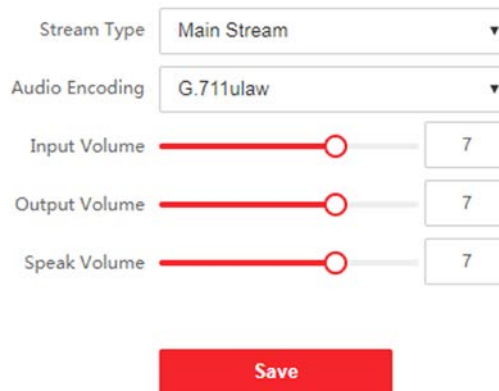 Stream Type Main Stream
Audio Encoding G.711ulaw
Input Volume 7
Output Volume 7
Speak Volume 7
Save